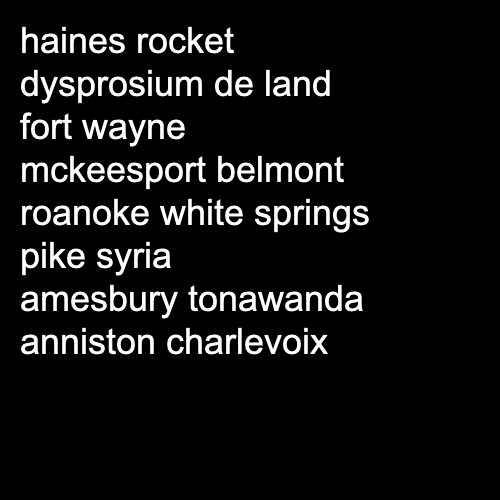 haines rocket
dysprosium de land
fort wayne
mckeesport belmont
roanoke white springs
pike syria
amesbury tonawanda
anniston charlevoix